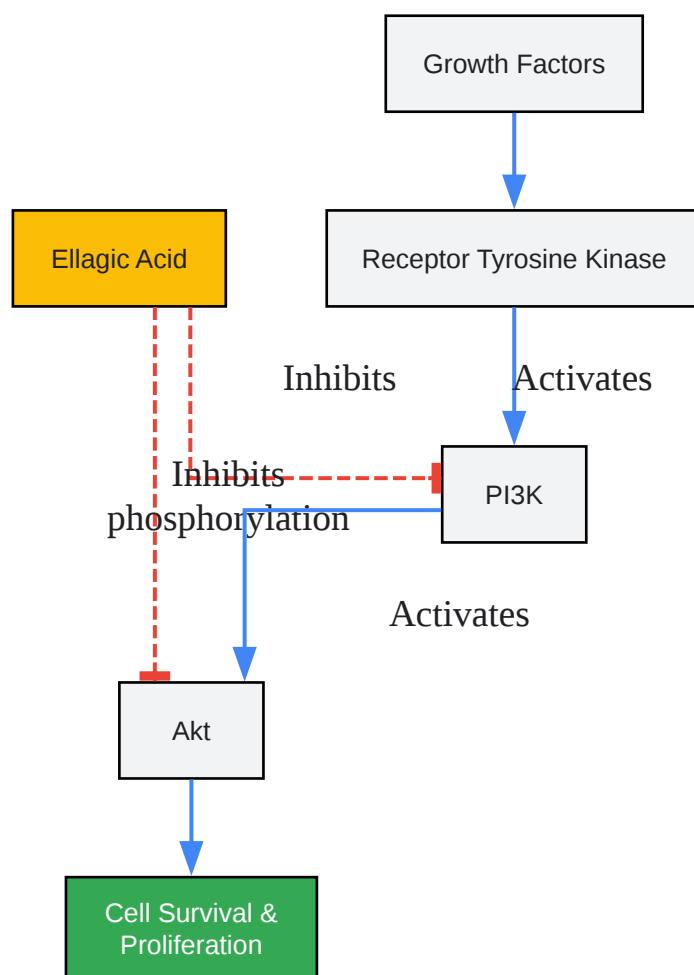 Growth Factors
Ellagic Acid
Receptor Tyrosine Kinase
Inhibits
Activates
Inhibits
phosphorylation
PI3K
Activates
Akt
Cell Survival &
Proliferation